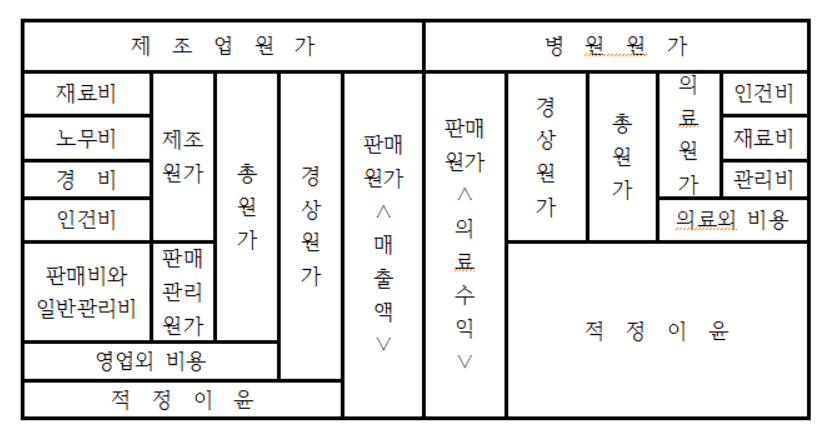 제 조 업 원 가
병 원 원 가
재료비
노무비
경 비
인건비
제조
원가
판매비와
일반관리비
판매
관리
원가
영업외 비용
적 정 이 윤
총
원
가
경
상
원
가
판매
원가
<
매
출
액
>
판매
원가
<
의
료
수
익
>
경
상
원
가
총
원
가
의
료
원
가
인건비
재료비
관리비
의료외 비용
적 정 이 윤